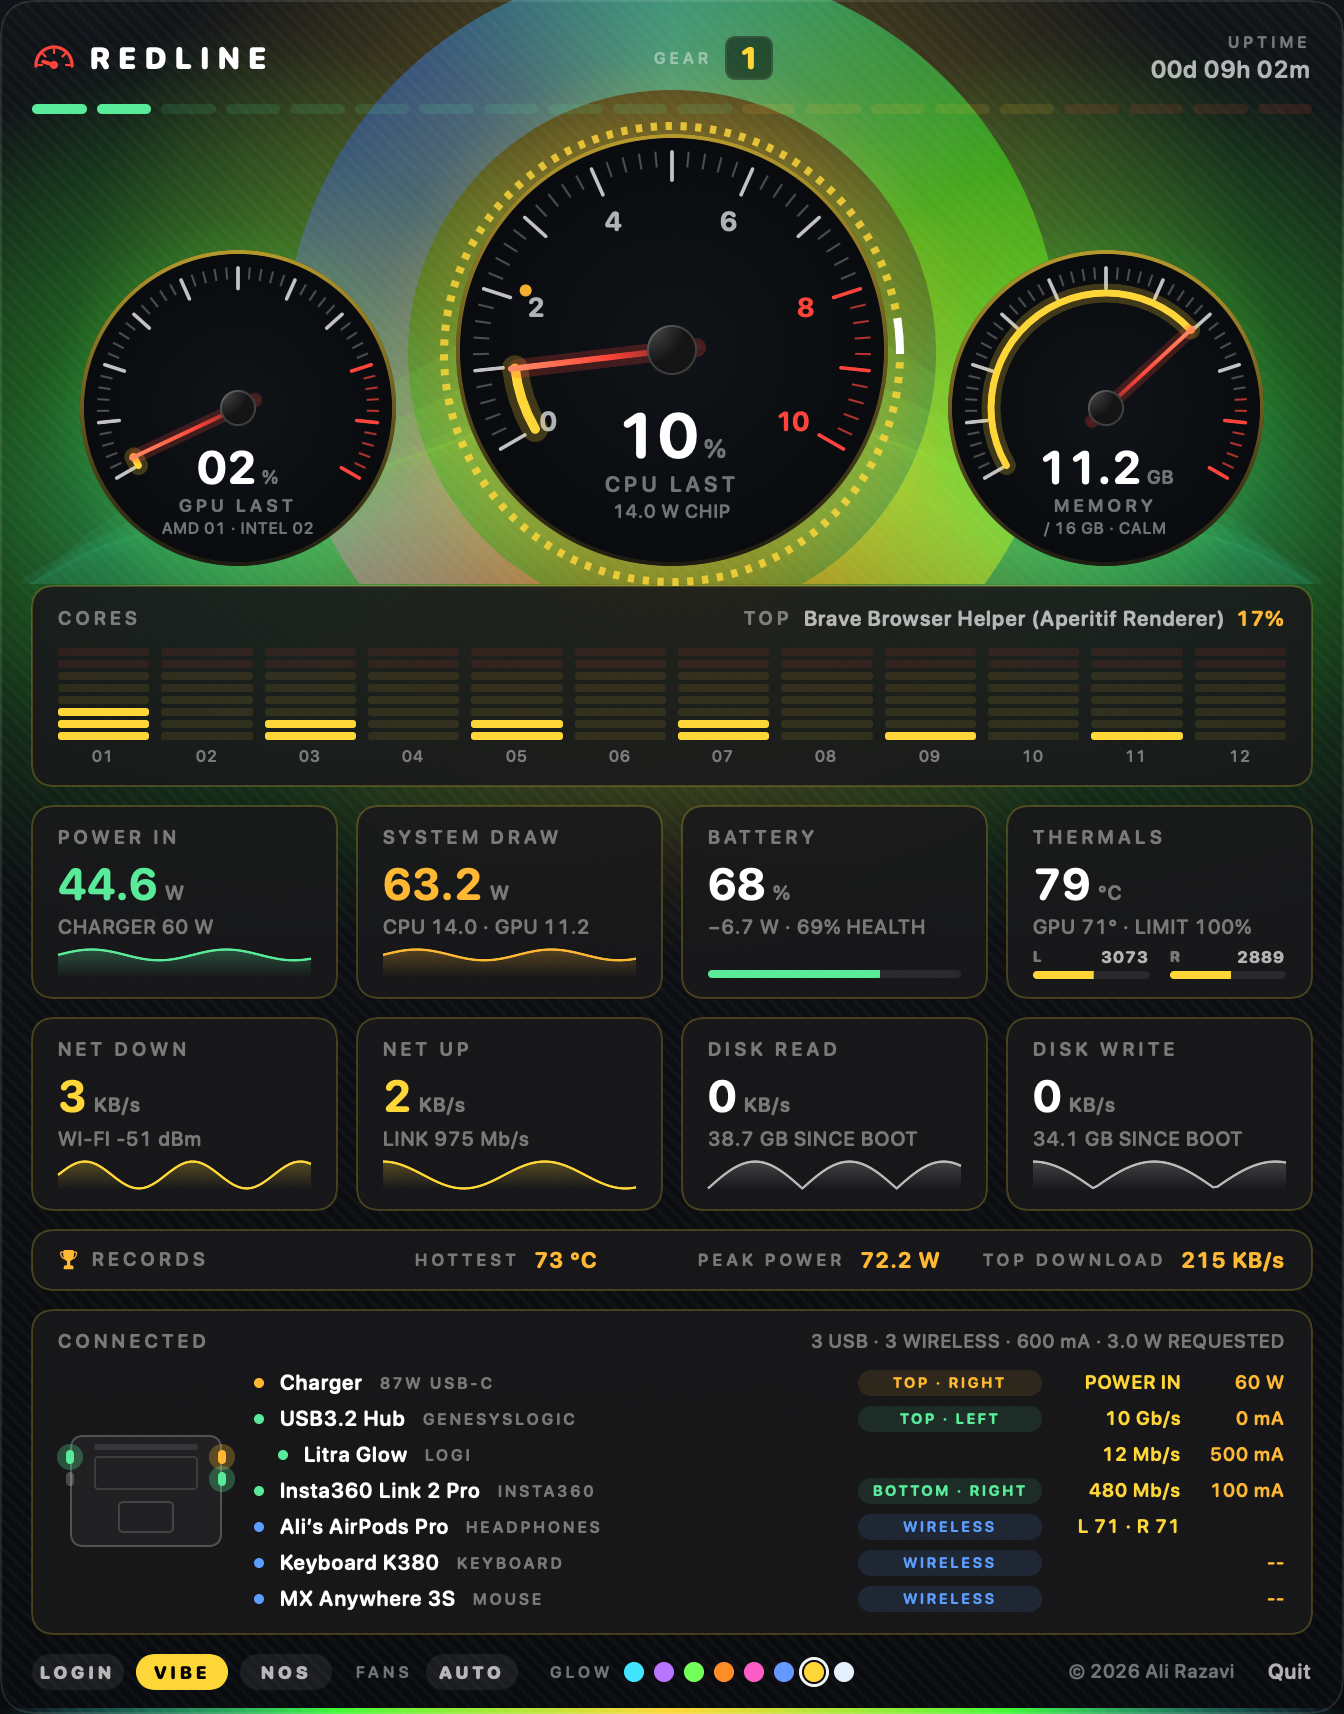 REDLINE
GEAR 1
UPTIME
00d 09h 02m
4 6
2 8
0 10
10 %
CPU LAST
14.0 W CHIP
02 %
GPU LAST
AMD 01 · INTEL 02
11.2 GB
MEMORY
/ 16 GB · CALM
CORES TOP Brave Browser Helper (Aperitif Renderer) 17%
01 02 03 04 05 06 07 08 09 10 11 12
POWER IN
44.6 W
CHARGER 60 W
SYSTEM DRAW
63.2 W
CPU 14.0 · GPU 11.2
BATTERY
68 %
−6.7 W · 69% HEALTH
THERMALS
79 °C
GPU 71° · LIMIT 100%
L 3073 R 2889
NET DOWN
3 KB/s
WI-FI -51 dBm
NET UP
2 KB/s
LINK 975 Mb/s
DISK READ
0 KB/s
38.7 GB SINCE BOOT
DISK WRITE
0 KB/s
34.1 GB SINCE BOOT
RECORDS HOTTEST 73 °C PEAK POWER 72.2 W TOP DOWNLOAD 215 KB/s
CONNECTED 3 USB · 3 WIRELESS · 600 mA · 3.0 W REQUESTED
Charger 87W USB-C TOP · RIGHT POWER IN 60 W
USB3.2 Hub GENESYSLOGIC TOP · LEFT 10 Gb/s 0 mA
Litra Glow LOGI 12 Mb/s 500 mA
Insta360 Link 2 Pro INSTA360 BOTTOM · RIGHT 480 Mb/s 100 mA
Ali's AirPods Pro HEADPHONES WIRELESS L 71 · R 71
Keyboard K380 KEYBOARD WIRELESS --
MX Anywhere 3S MOUSE WIRELESS --
LOGIN VIBE NOS FANS AUTO GLOW © 2026 Ali Razavi Quit